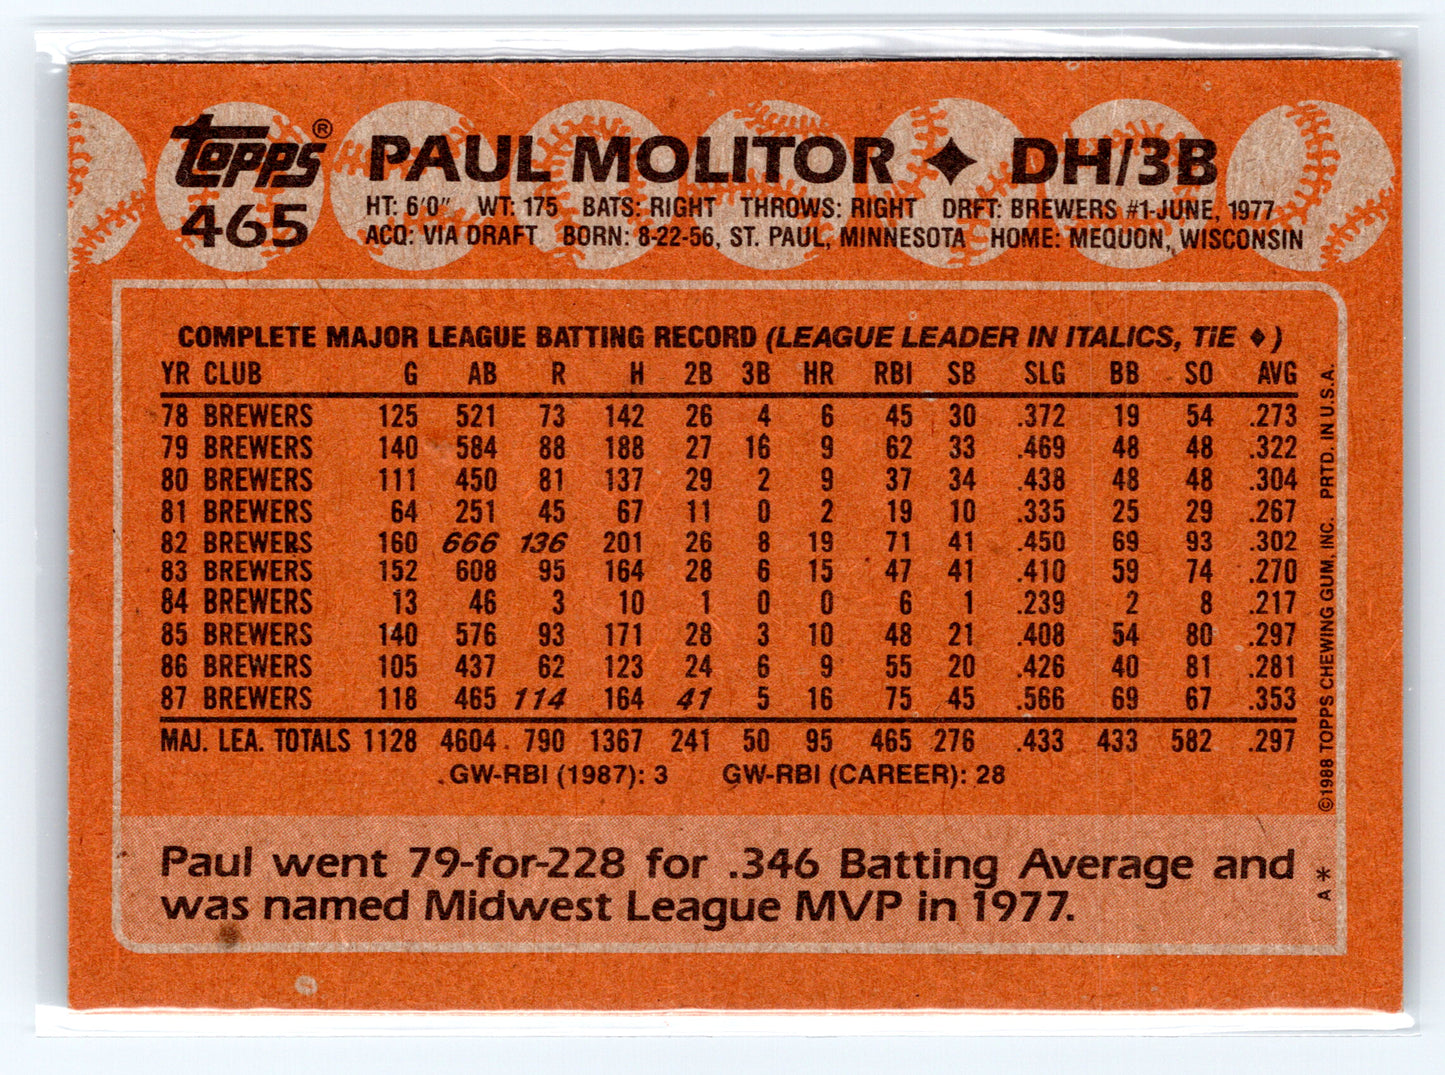 topps® PAUL MOLITOR ✦ DH/3B
465 HT: 6'0" WT: 175 BATS: RIGHT THROWS: RIGHT DRFT: BREWERS #1-JUNE, 1977
ACQ: VIA DRAFT BORN: 8-22-56, ST. PAUL, MINNESOTA HOME: MEQUON, WISCONSIN
COMPLETE MAJOR LEAGUE BATTING RECORD (LEAGUE LEADER IN ITALICS, TIE ♦)
YR CLUB G AB R H 2B 3B HR RBI SB SLG BB SO AVG
78 BREWERS 125 521 73 142 26 4 6 45 30 .372 19 54 .273
79 BREWERS 140 584 88 188 27 16 9 62 33 .469 48 48 .322
80 BREWERS 111 450 81 137 29 2 9 37 34 .438 48 48 .304
81 BREWERS 64 251 45 67 11 0 2 19 10 .335 25 29 .267
82 BREWERS 160 666 136 201 26 8 19 71 41 .450 69 93 .302
83 BREWERS 152 608 95 164 28 6 15 47 41 .410 59 74 .270
84 BREWERS 13 46 3 10 1 0 0 6 1 .239 2 8 .217
85 BREWERS 140 576 93 171 28 3 10 48 21 .408 54 80 .297
86 BREWERS 105 437 62 123 24 6 9 55 20 .426 40 81 .281
87 BREWERS 118 465 114 164 41 5 16 75 45 .566 69 67 .353
MAJ. LEA. TOTALS 1128 4604 790 1367 241 50 95 465 276 .433 433 582 .297
GW-RBI (1987): 3 GW-RBI (CAREER): 28
Paul went 79-for-228 for .346 Batting Average and
was named Midwest League MVP in 1977.
©1988 TOPPS CHEWING GUM, INC. PRTD. IN U.S.A.
A*